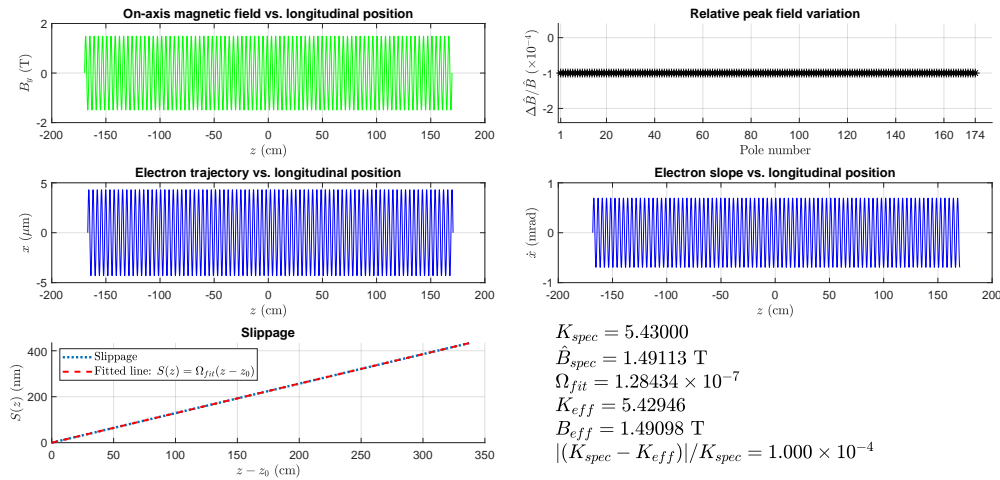 On-axis magnetic field vs. longitudinal position
2
0
-2
B_y (T)
-200 -150 -100 -50 0 50 100 150 200
z (cm)
Relative peak field variation
0
-1
-2
ΔB̂/B̂ (×10⁻⁴)
1 20 40 60 80 100 120 140 160 174
Pole number
Electron trajectory vs. longitudinal position
5
0
-5
x (μm)
-200 -150 -100 -50 0 50 100 150 200
z (cm)
Electron slope vs. longitudinal position
1
0
-1
ẋ (mrad)
-200 -150 -100 -50 0 50 100 150 200
z (cm)
Slippage
400
200
0
S(z) (nm)
Slippage
Fitted line: S(z) = Ω_fit(z − z₀)
0 50 100 150 200 250 300 350
z − z₀ (cm)
K_spec = 5.43000
B̂_spec = 1.49113 T
Ω_fit = 1.28434 × 10⁻⁷
K_eff = 5.42946
B_eff = 1.49098 T
|(K_spec − K_eff)|/K_spec = 1.000 × 10⁻⁴